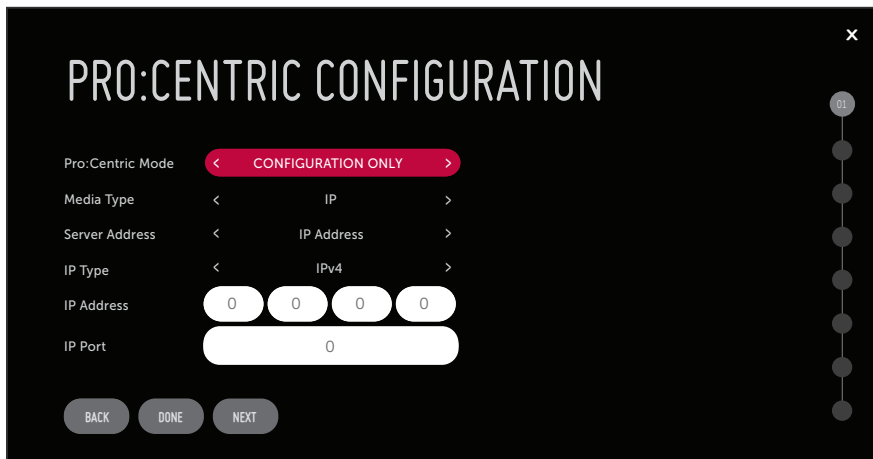 X
PRO:CENTRIC CONFIGURATION
01
Pro:Centric Mode < CONFIGURATION ONLY >
Media Type < IP >
Server Address < IP Address >
IP Type < IPv4 >
IP Address 0 0 0 0
IP Port 0
BACK DONE NEXT